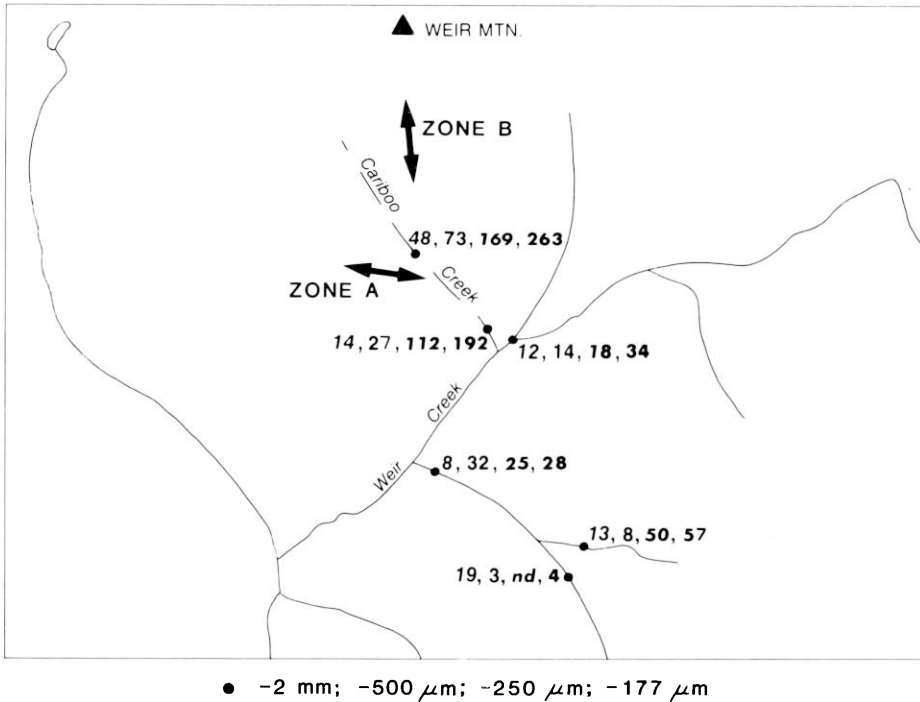 WEIR MTN.
ZONE B
Cariboo
48, 73, 169, 263
ZONE A
Creek
14, 27, 112, 192
12, 14, 18, 34
Creek
Weir
8, 32, 25, 28
13, 8, 50, 57
19, 3, nd, 4
● -2 mm; -500 μm; -250 μm; -177 μm